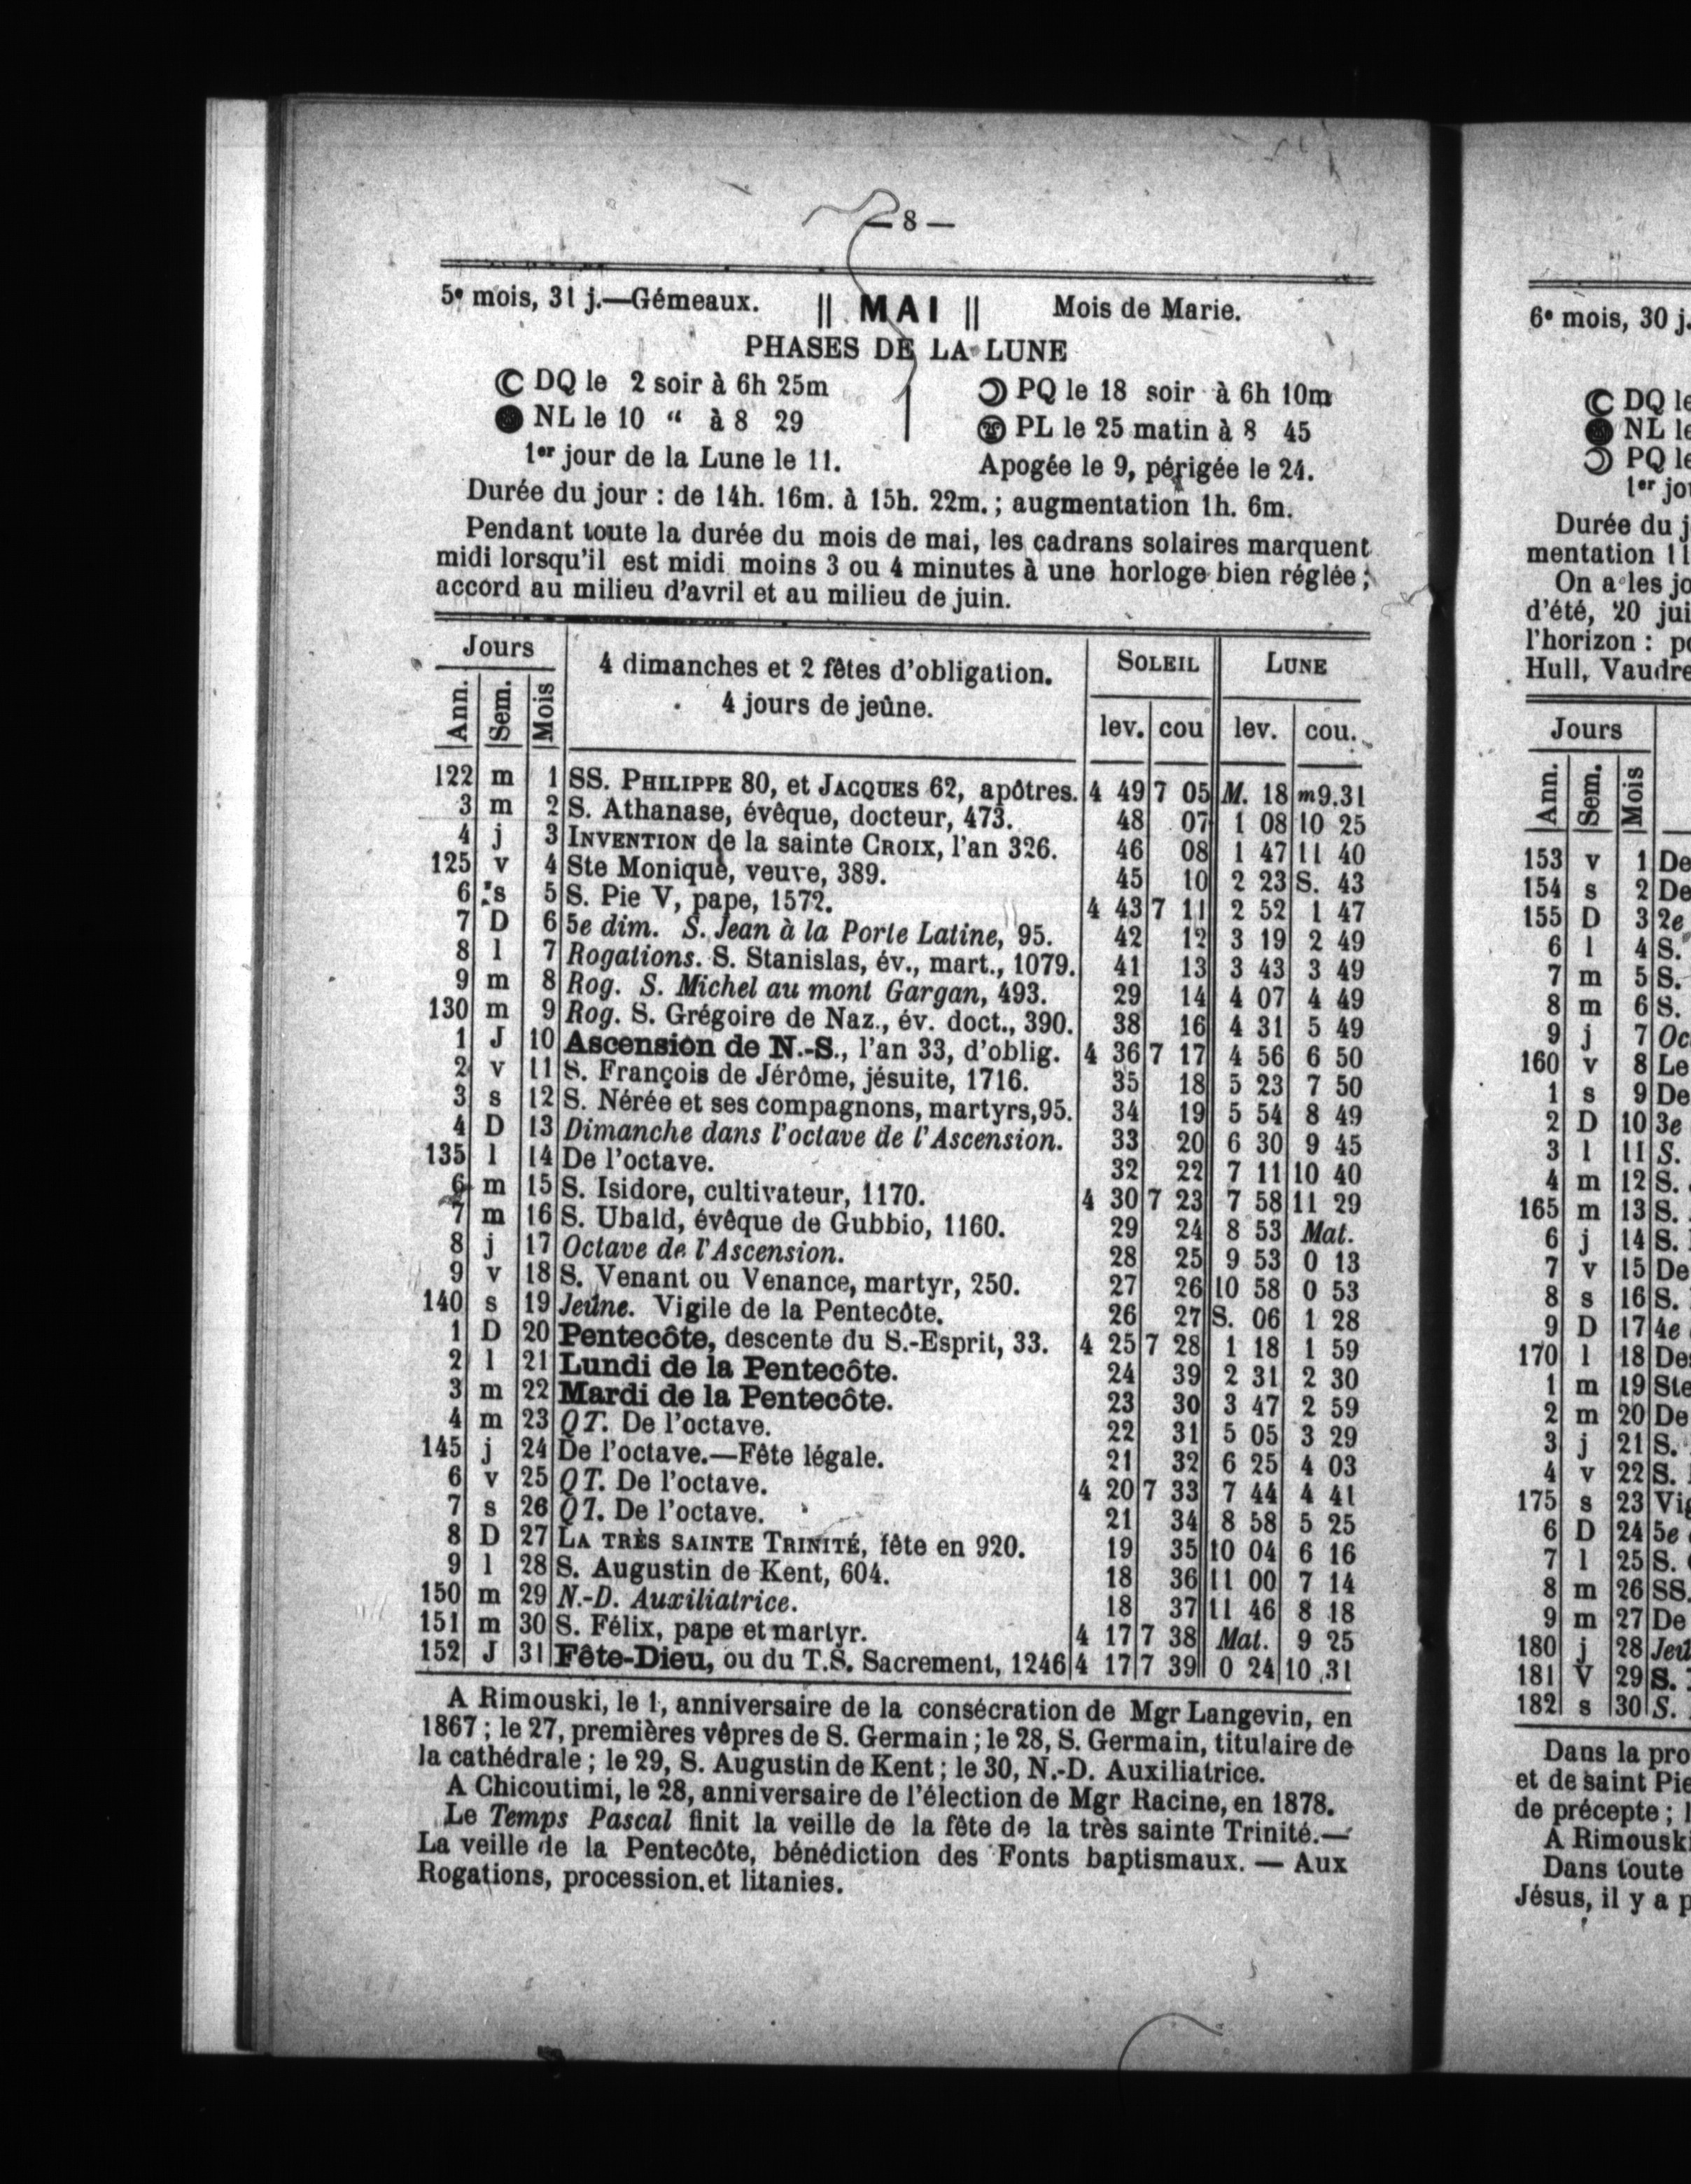 — 8 —
5e mois, 31 j.—Gémeaux. || MAI || Mois de Marie.
PHASES DE LA LUNE
DQ le 2 soir à 6h 25m
NL le 10 “ à 8 29
1er jour de la Lune le 11.
PQ le 18 soir à 6h 10m
PL le 25 matin à 8 45
Apogée le 9, périgée le 24.
Durée du jour : de 14h. 16m. à 15h. 22m. ; augmentation 1h. 6m.
Pendant toute la durée du mois de mai, les cadrans solaires marquent
midi lorsqu'il est midi moins 3 ou 4 minutes à une horloge bien réglée ;
accord au milieu d'avril et au milieu de juin.
Jours
4 dimanches et 2 fêtes d'obligation.
4 jours de jeûne.
SOLEIL LUNE
Ann. Sem. Mois lev. cou lev. cou.
122 m 1 SS. PHILIPPE 80, et JACQUES 62, apôtres. 4 49 7 05 M. 18 m9.31
3 m 2 S. Athanase, évêque, docteur, 473. 48 07 1 08 10 25
4 j 3 INVENTION de la sainte CROIX, l'an 326. 46 08 1 47 11 40
125 v 4 Ste Monique, veuve, 389. 45 10 2 23 S. 43
6 s 5 S. Pie V, pape, 1572. 4 43 7 11 2 52 1 47
7 D 6 5e dim. S. Jean à la Porte Latine, 95. 42 12 3 19 2 49
8 l 7 Rogations. S. Stanislas, év., mart., 1079. 41 13 3 43 3 49
9 m 8 Rog. S. Michel au mont Gargan, 493. 29 14 4 07 4 49
130 m 9 Rog. S. Grégoire de Naz., év. doct., 390. 38 16 4 31 5 49
1 J 10 Ascension de N.-S., l'an 33, d'oblig. 4 36 7 17 4 56 6 50
2 v 11 S. François de Jérôme, jésuite, 1716. 35 18 5 23 7 50
3 s 12 S. Nérée et ses compagnons, martyrs, 95. 34 19 5 54 8 49
4 D 13 Dimanche dans l'octave de l'Ascension. 33 20 6 30 9 45
135 l 14 De l'octave. 32 22 7 11 10 40
6 m 15 S. Isidore, cultivateur, 1170. 4 30 7 23 7 58 11 29
7 m 16 S. Ubald, évêque de Gubbio, 1160. 29 24 8 53 Mat.
8 j 17 Octave de l'Ascension. 28 25 9 53 0 13
9 v 18 S. Venant ou Venance, martyr, 250. 27 26 10 58 0 53
140 s 19 Jeûne. Vigile de la Pentecôte. 26 27 S. 06 1 28
1 D 20 Pentecôte, descente du S.-Esprit, 33. 4 25 7 28 1 18 1 59
2 l 21 Lundi de la Pentecôte. 24 39 2 31 2 30
3 m 22 Mardi de la Pentecôte. 23 30 3 47 2 59
4 m 23 QT. De l'octave. 22 31 5 05 3 29
145 j 24 De l'octave.—Fête légale. 21 32 6 25 4 03
6 v 25 QT. De l'octave. 4 20 7 33 7 44 4 41
7 s 26 QT. De l'octave. 21 34 8 58 5 25
8 D 27 LA TRÈS SAINTE TRINITÉ, fête en 920. 19 35 10 04 6 16
9 l 28 S. Augustin de Kent, 604. 18 36 11 00 7 14
150 m 29 N.-D. Auxiliatrice. 18 37 11 46 8 18
151 m 30 S. Félix, pape et martyr. 4 17 7 38 Mat. 9 25
152 J 31 Fête-Dieu, ou du T.S. Sacrement, 1246 4 17 7 39 0 24 10 31
A Rimouski, le 1, anniversaire de la consécration de Mgr Langevin, en
1867 ; le 27, premières vêpres de S. Germain ; le 28, S. Germain, titulaire de
la cathédrale ; le 29, S. Augustin de Kent ; le 30, N.-D. Auxiliatrice.
A Chicoutimi, le 28, anniversaire de l'élection de Mgr Racine, en 1878.
Le Temps Pascal finit la veille de la fête de la très sainte Trinité.—
La veille de la Pentecôte, bénédiction des Fonts baptismaux. — Aux
Rogations, procession et litanies.
6e mois, 30 j.
DQ le
NL le
PQ le
1er jou
Durée du j
mentation 11
On a les jo
d'été, 20 jui
l'horizon : po
Hull, Vaudre
Jours
Ann. Sem. Mois
153 v 1 De
154 s 2 De
155 D 3 2e
6 l 4 S.
7 m 5 S.
8 m 6 S.
9 j 7 Oc
160 v 8 Le
1 s 9 De
2 D 10 3e
3 l 11 S.
4 m 12 S.
165 m 13 S.
6 j 14 S.
7 v 15 De
8 s 16 S.
9 D 17 4e
170 l 18 De
1 m 19 Ste
2 m 20 De
3 j 21 S.
4 v 22 S.
175 s 23 Vig
6 D 24 5e
7 l 25 S.
8 m 26 SS.
9 m 27 De
180 j 28 Jeû
181 V 29 S.
182 s 30 S.
Dans la pro
et de saint Pie
de précepte ; l
A Rimouski
Dans toute
Jésus, il y a p